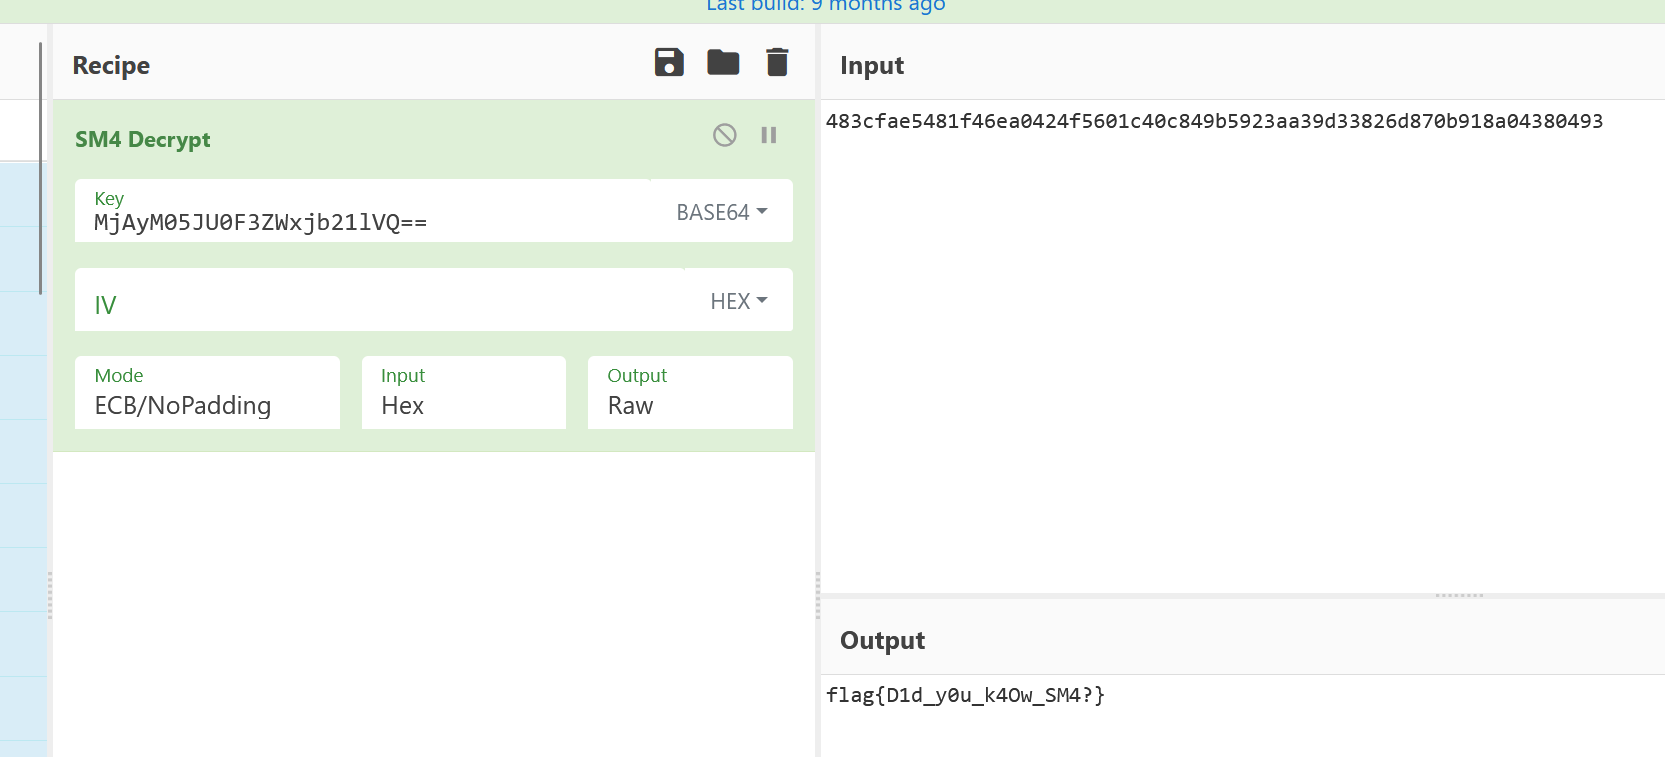 Last build: 9 months ago
Recipe
SM4 Decrypt
Key
MjAyM05JU0F3ZWxjb21lVQ==
BASE64
IV
HEX
Mode
ECB/NoPadding
Input
Hex
Output
Raw
Input
483cfae5481f46ea0424f5601c40c849b5923aa39d33826d870b918a04380493
Output
flag{D1d_y0u_k4Ow_SM4?}